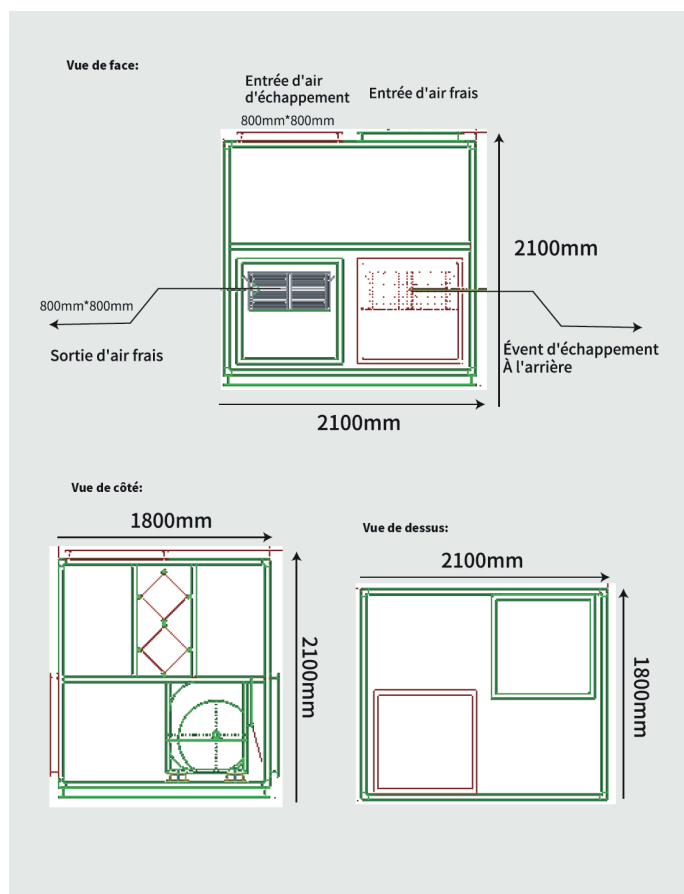 Vue de face:
Entrée d'air
d'échappement
Entrée d'air frais
800mm*800mm
2100mm
800mm*800mm
Sortie d'air frais
Évent d'échappement
À l'arrière
2100mm
Vue de côté:
1800mm
2100mm
Vue de dessus:
2100mm
1800mm